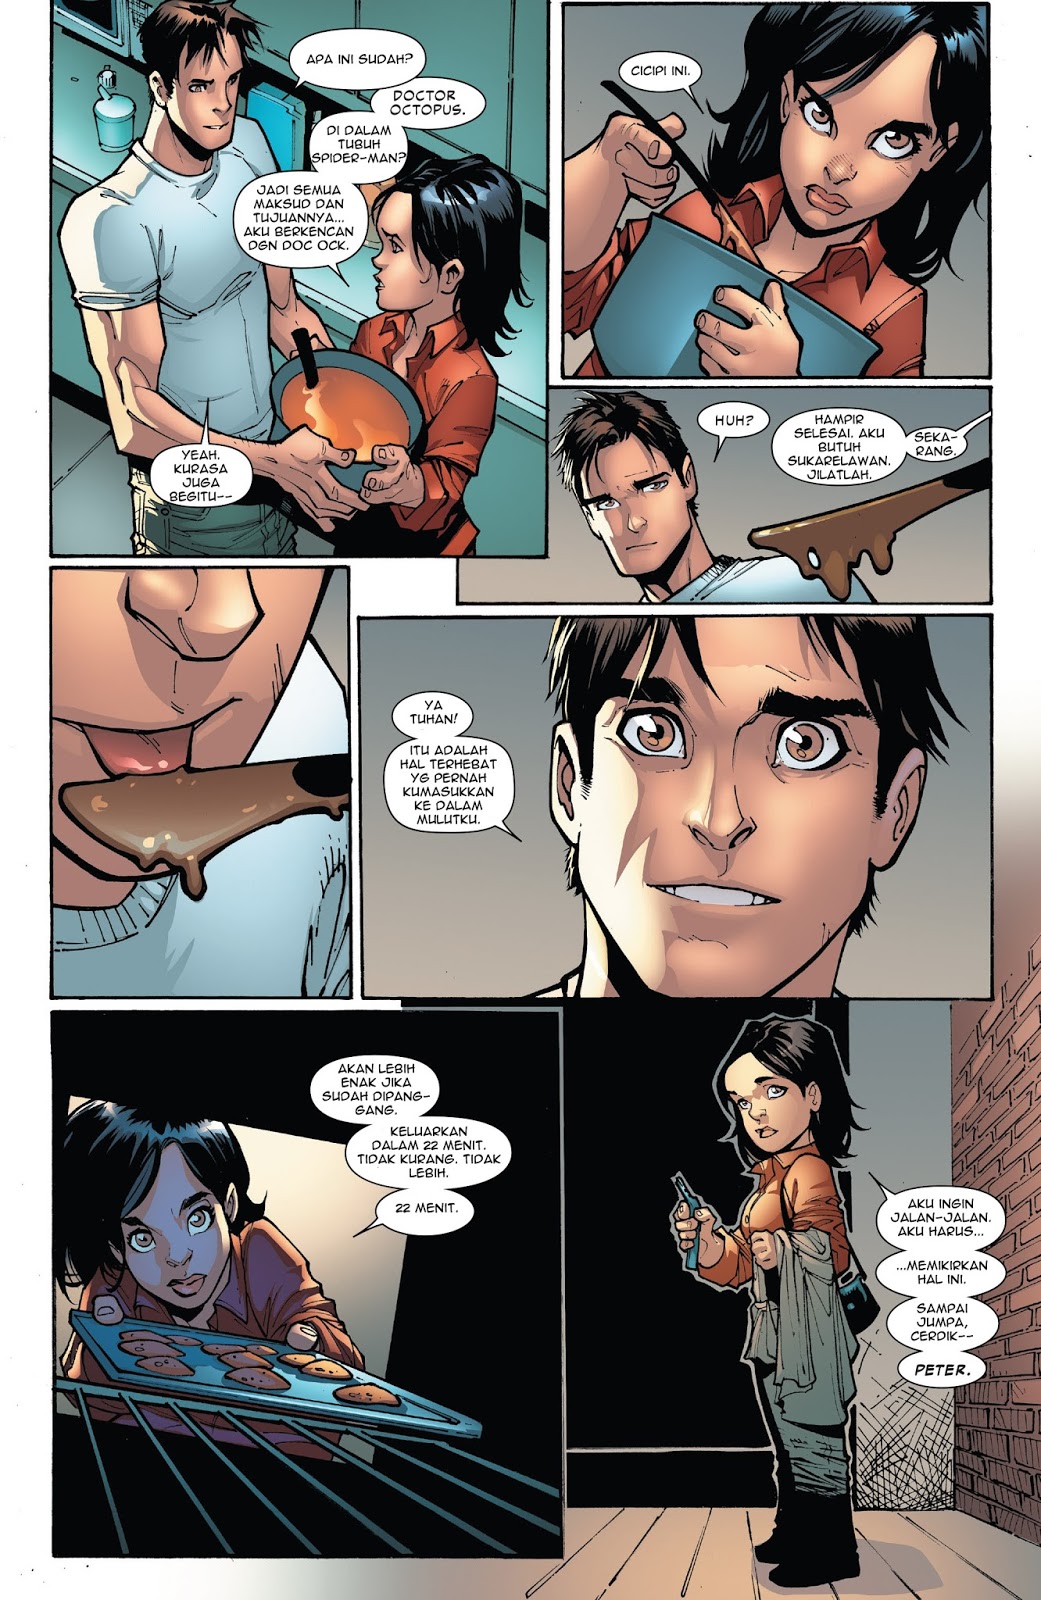 APA INI SUDAH?
DOCTOR
OCTOPUS.
DI DALAM
TUBUH
SPIDER-MAN?
JADI SEMUA
MAKSUD DAN
TUJUANNYA...
AKU BERKENCAN
DGN DOC OCK.
YEAH.
KURASA
JUGA
BEGITU--
CICIPI INI.
HUH?
HAMPIR
SELESAI. AKU
BUTUH
SUKARELAWAN.
JILATLAH.
SEKA-
RANG.
YA
TUHAN!
ITU ADALAH
HAL TERHEBAT
YG PERNAH
KUMASUKKAN
KE DALAM
MULUTKU.
AKAN LEBIH
ENAK JIKA
SUDAH DIPANG-
GANG.
KELUARKAN
DALAM 22 MENIT.
TIDAK KURANG. TIDAK
LEBIH.
22 MENIT.
AKU INGIN
JALAN-JALAN.
AKU HARUS...
...MEMIKIRKAN
HAL INI.
SAMPAI
JUMPA,
CERDIK--
PETER.